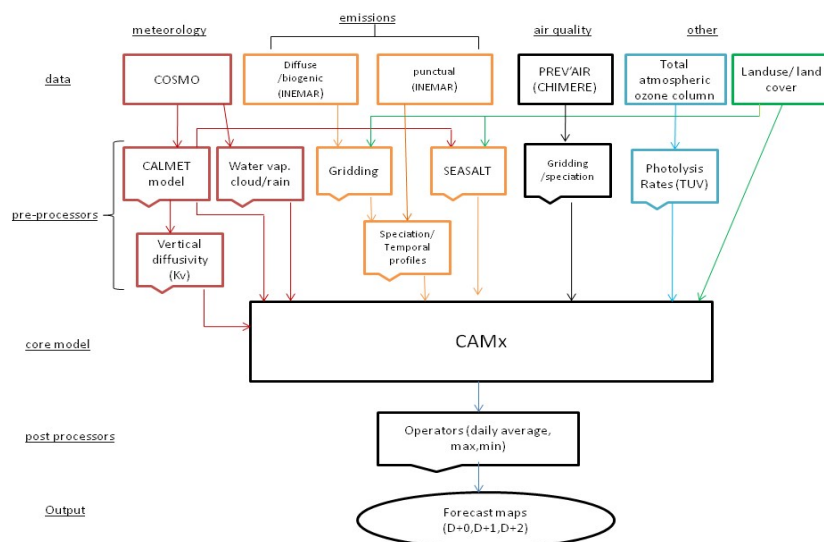 emissions
meteorology
air quality
other
data
COSMO
Diffuse
/biogenic
(INEMAR)
punctual
(INEMAR)
PREV'AIR
(CHIMERE)
Total
atmospheric
ozone column
Landuse/ land
cover
pre-processors
CALMET
model
Water vap.
cloud/rain
Gridding
SEASALT
Gridding
/speciation
Photolysis
Rates (TUV)
Vertical
diffusivity
(Kv)
Speciation/
Temporal
profiles
core model
CAMx
post processors
Operators (daily average,
max,min)
Output
Forecast maps
(D+0,D+1,D+2)